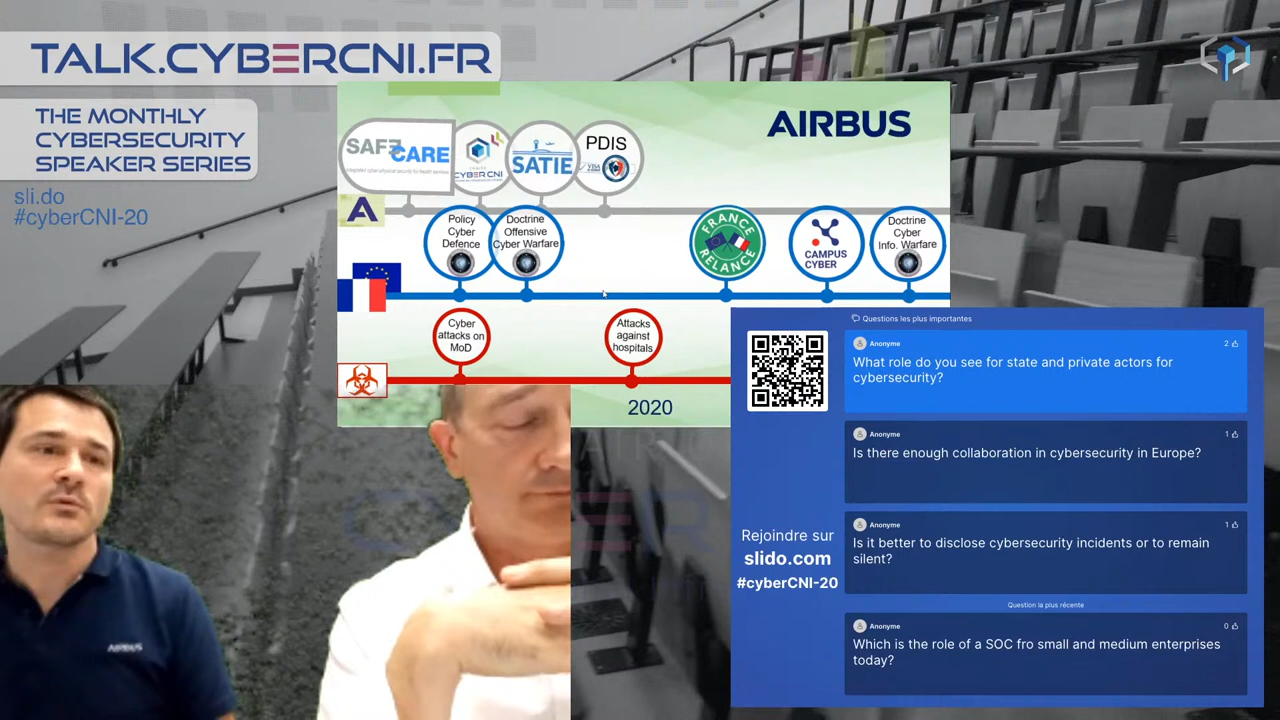 TALK.CYBERCNI.FR
THE MONTHLY
CYBERSECURITY
SPEAKER SERIES
sli.do
#cyberCNI-20
AIRBUS
SAFE
CARE
CYBER CNI
SATIE
PDIS
Policy
Cyber
Defence
Doctrine
Offensive
Cyber Warfare
FRANCE
RELANCE
CAMPUS
CYBER
Doctrine
Cyber
Info. Warfare
Cyber
attacks on
MoD
Attacks
against
hospitals
2020
AIRBUS
Questions les plus importantes
Anonyme
2
What role do you see for state and private actors for
cybersecurity?
Anonyme
1
Is there enough collaboration in cybersecurity in Europe?
Anonyme
1
Is it better to disclose cybersecurity incidents or to remain
silent?
Question la plus récente
Anonyme
0
Which is the role of a SOC fro small and medium enterprises
today?
Rejoindre sur
slido.com
#cyberCNI-20